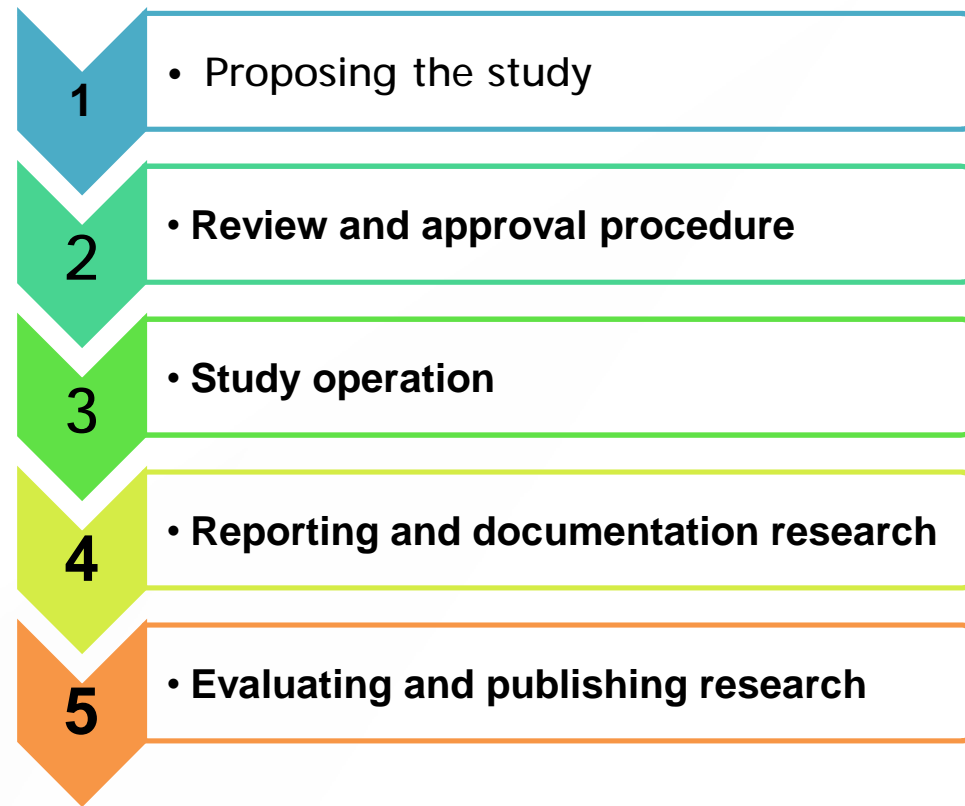 1
• Proposing the study
2
• Review and approval procedure
3
• Study operation
4
• Reporting and documentation research
5
• Evaluating and publishing research